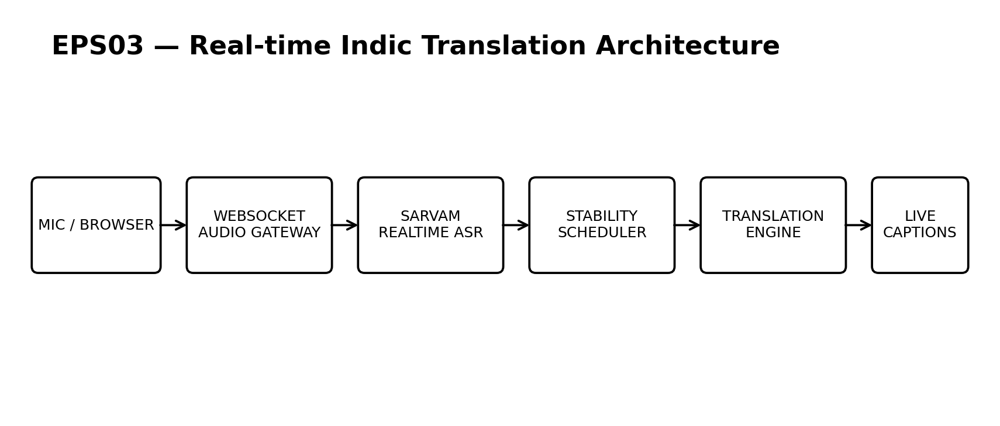 EPS03 — Real-time Indic Translation Architecture
MIC / BROWSER
WEBSOCKET
AUDIO GATEWAY
SARVAM
REALTIME ASR
STABILITY
SCHEDULER
TRANSLATION
ENGINE
LIVE
CAPTIONS